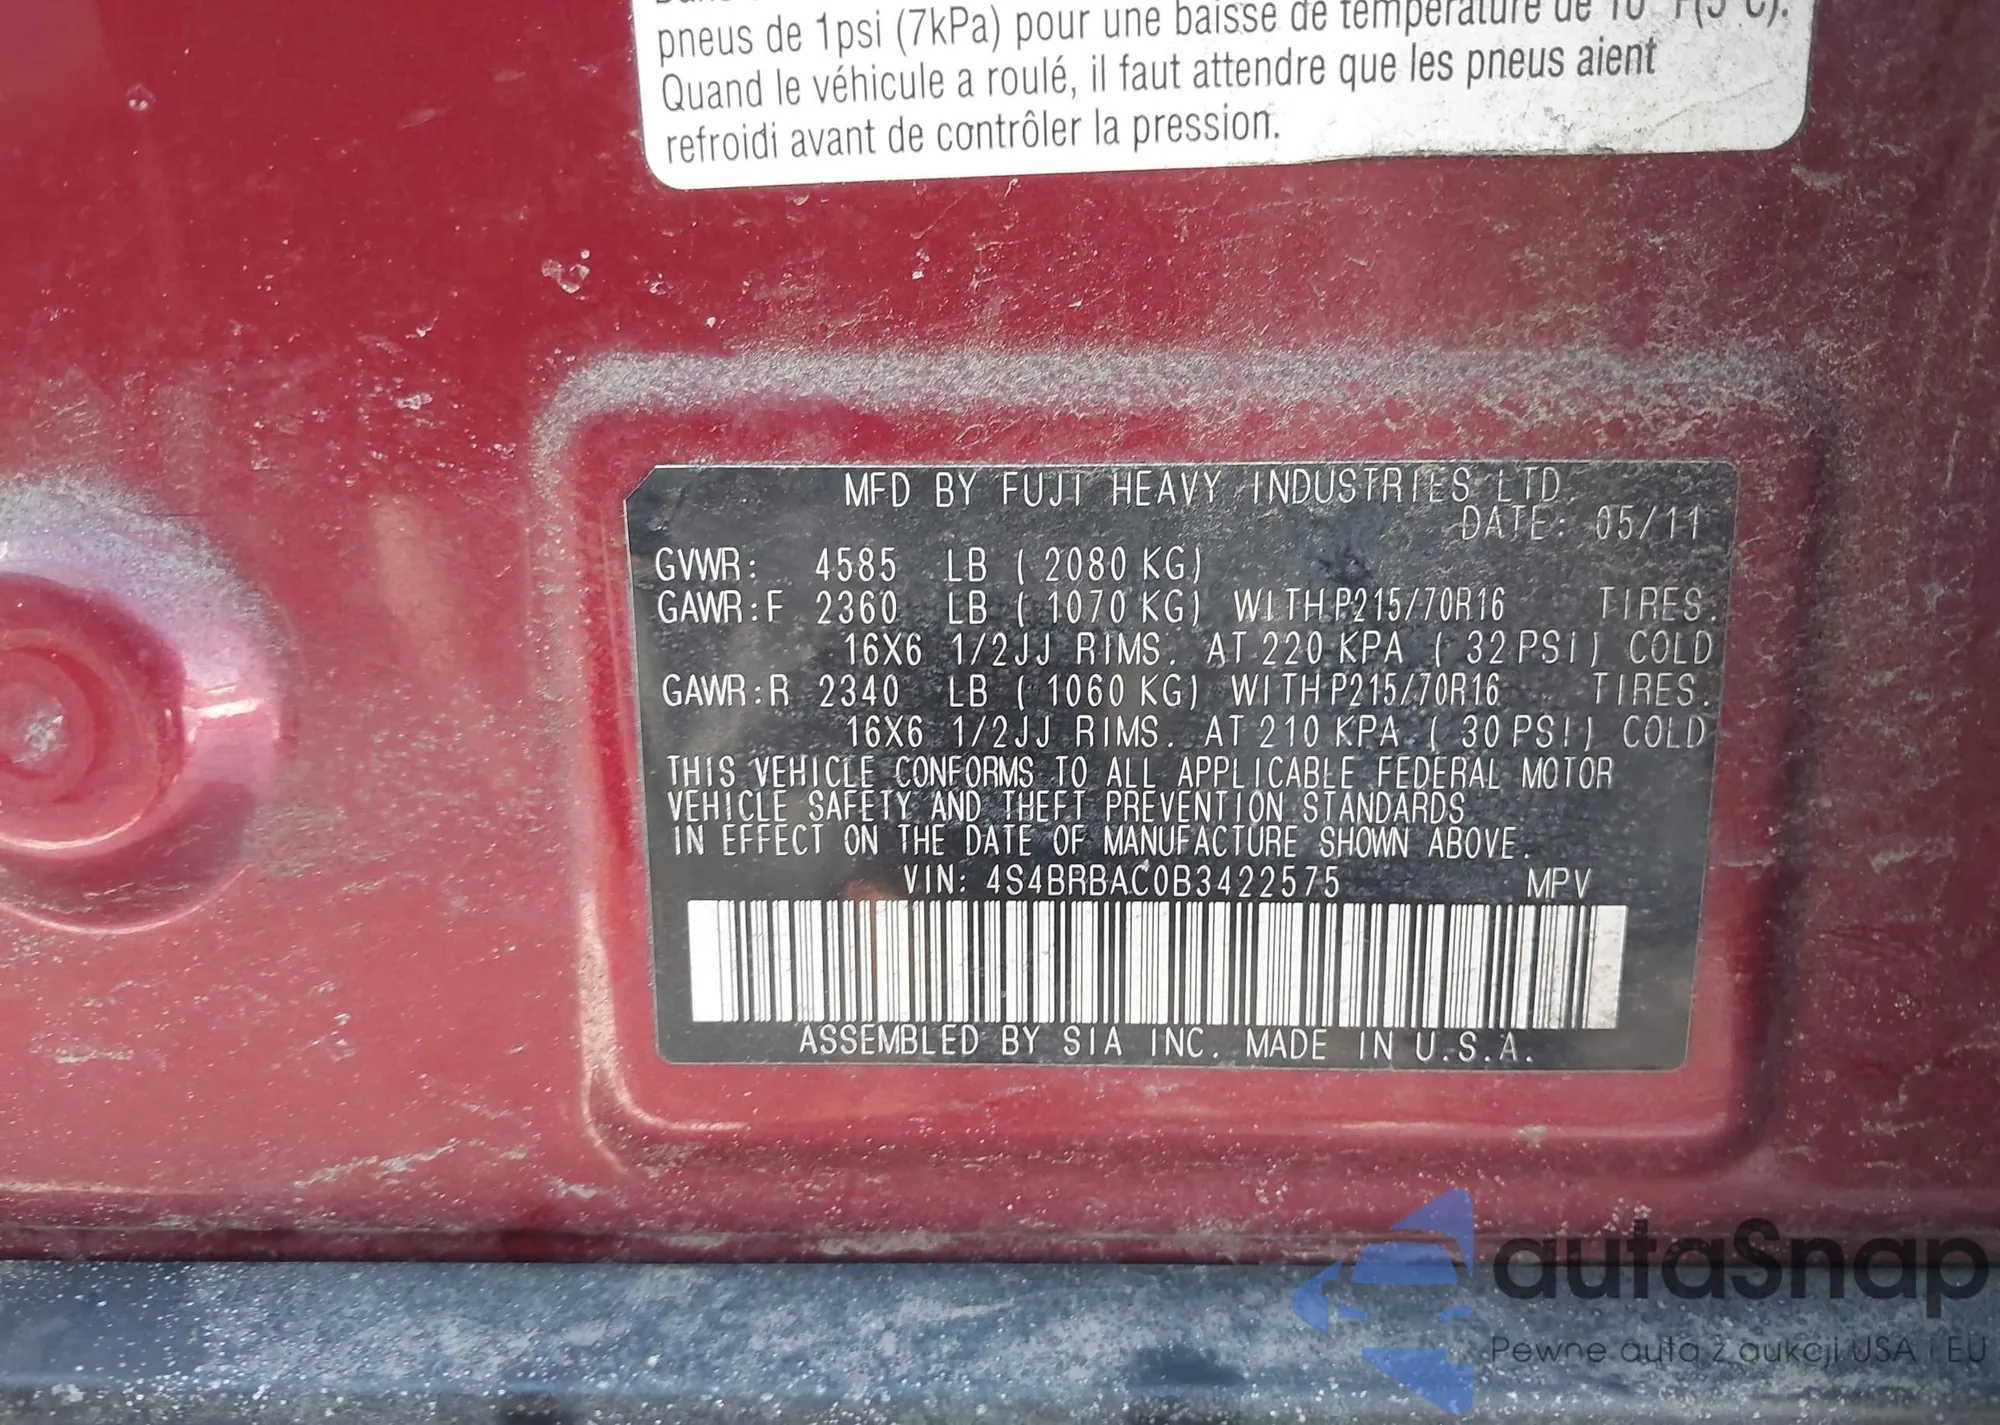 pneus de 1psi (7kPa) pour une baisse de température de 10°F(5°C).
Quand le véhicule a roulé, il faut attendre que les pneus aient
refroidi avant de contrôler la pression.
MFD BY FUJI HEAVY INDUSTRIES LTD.
DATE: 05/11
GVWR: 4585 LB ( 2080 KG)
GAWR:F 2360 LB ( 1070 KG) WITH P215/70R16 TIRES.
16X6 1/2JJ RIMS. AT 220 KPA ( 32 PSI) COLD
GAWR:R 2340 LB ( 1060 KG) WITH P215/70R16 TIRES.
16X6 1/2JJ RIMS. AT 210 KPA ( 30 PSI) COLD
THIS VEHICLE CONFORMS TO ALL APPLICABLE FEDERAL MOTOR
VEHICLE SAFETY AND THEFT PREVENTION STANDARDS
IN EFFECT ON THE DATE OF MANUFACTURE SHOWN ABOVE.
VIN: 4S4BRBAC0B3422575 MPV
ASSEMBLED BY SIA INC. MADE IN U.S.A.
autaSnap
Pewne auta z aukcji USA i EU